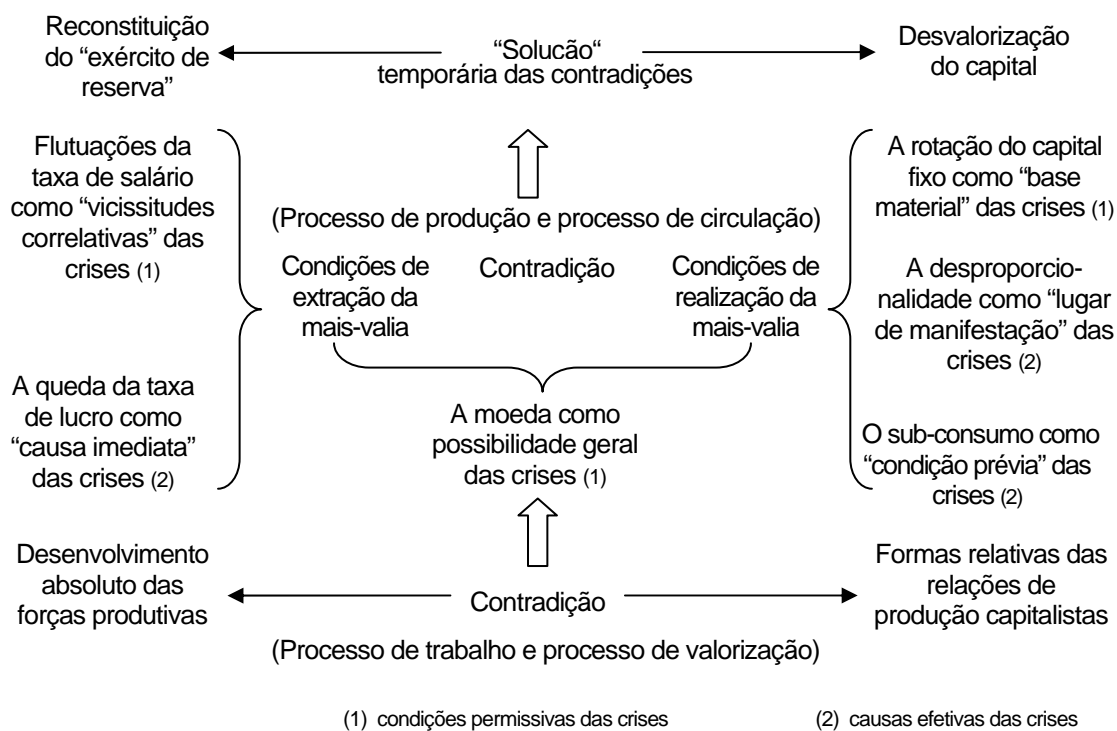 Reconstituição
do “exército de
reserva”
“Solucão“
temporária das contradições
Desvalorização
do capital
Flutuações da
taxa de salário
como “vicissitudes
correlativas” das
crises (1)
A rotação do capital
fixo como “base
material” das crises (1)
(Processo de produção e processo de circulação)
Condições de
extração da
mais-valia
Contradição
Condições de
realização da
mais-valia
A desproporcio-
nalidade como “lugar
de manifestação” das
crises (2)
A queda da taxa
de lucro como
“causa imediata”
das crises (2)
A moeda como
possibilidade geral
das crises (1)
O sub-consumo como
“condição prévia” das
crises (2)
Desenvolvimento
absoluto das
forças produtivas
Contradição
Formas relativas das
relações de
produção capitalistas
(Processo de trabalho e processo de valorização)
(1) condições permissivas das crises
(2) causas efetivas das crises